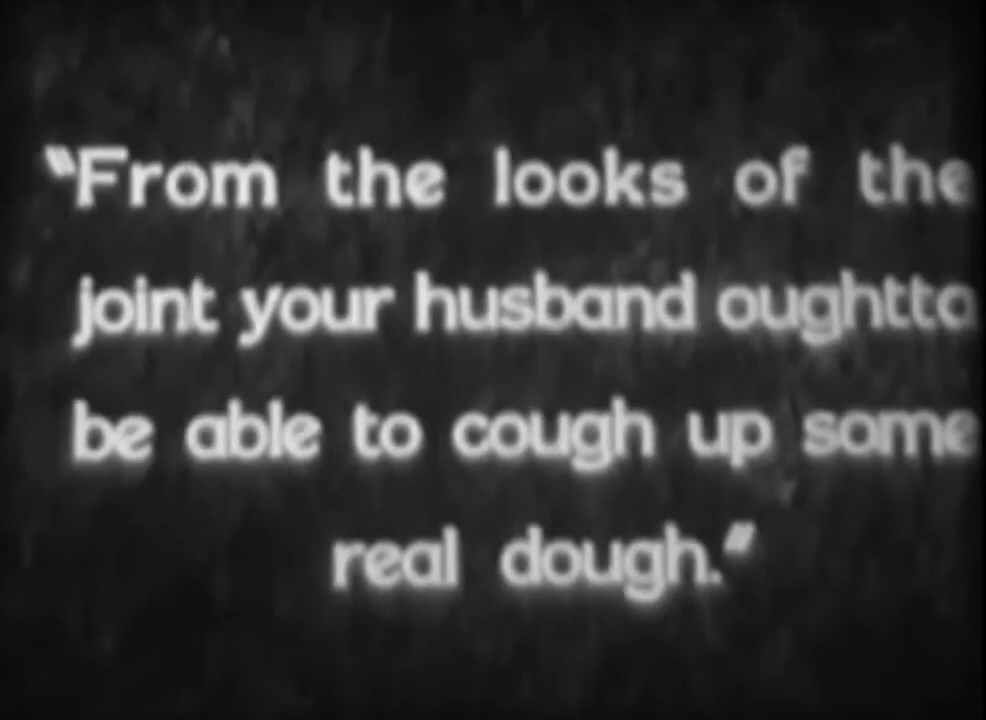 “From the looks of the
joint your husband oughtta
be able to cough up some
real dough.”